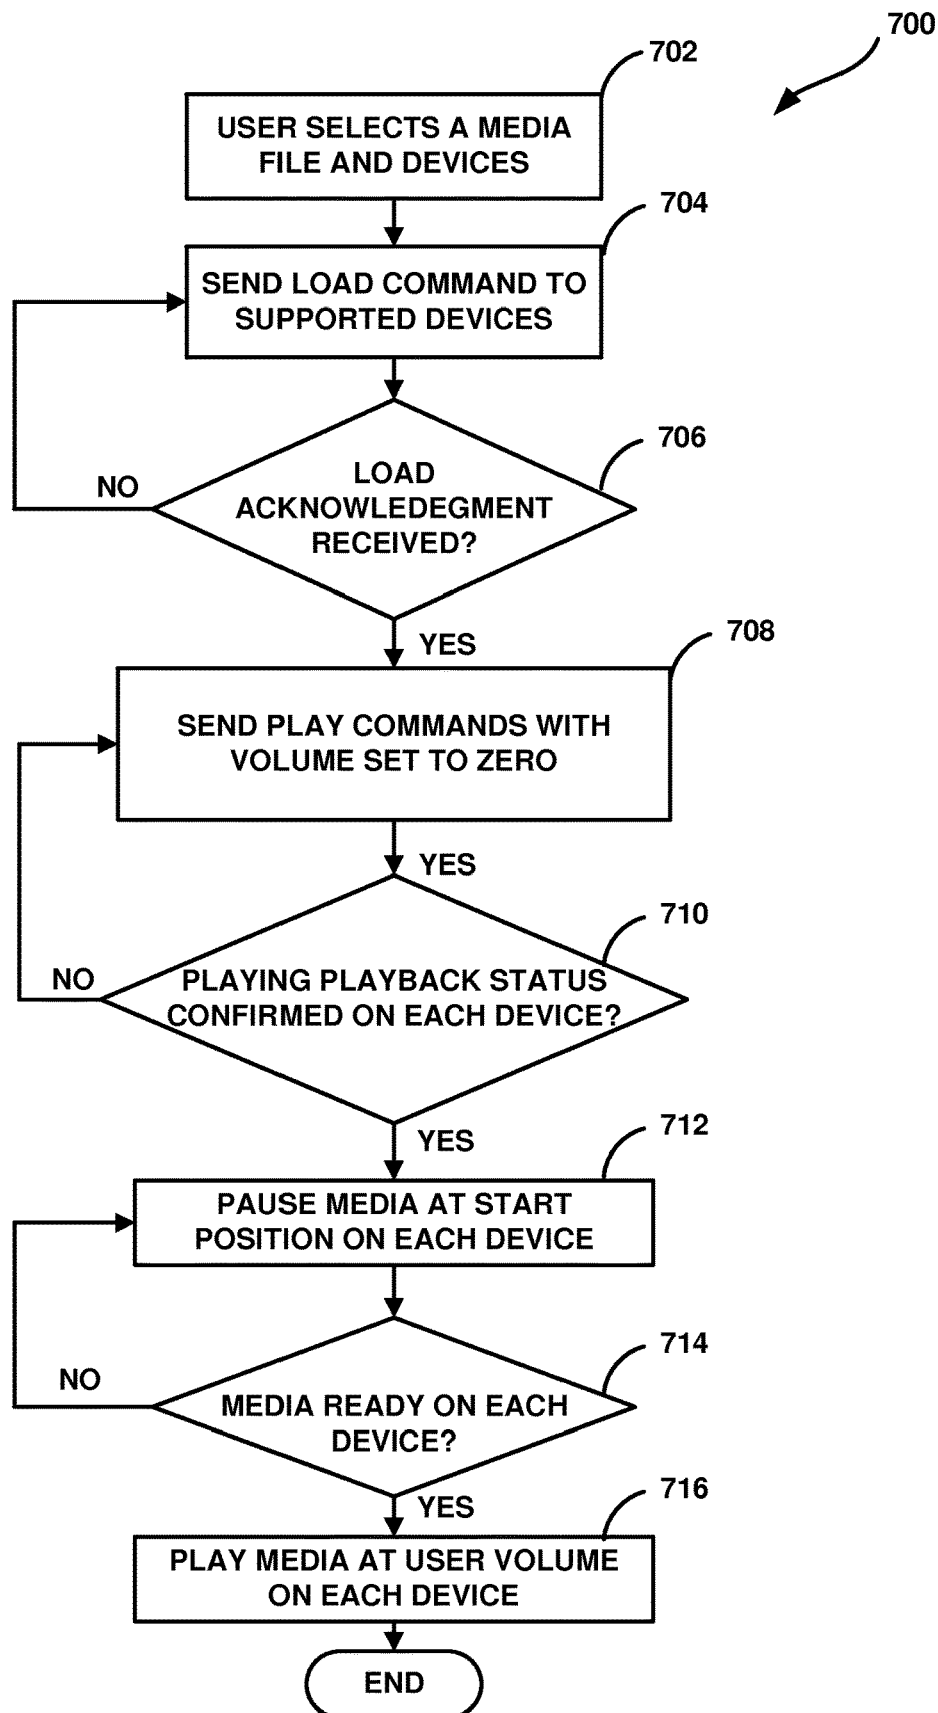 700
702
USER SELECTS A MEDIA
FILE AND DEVICES
704
SEND LOAD COMMAND TO
SUPPORTED DEVICES
706
LOAD
ACKNOWLEDEGMENT
RECEIVED?
NO
YES
708
SEND PLAY COMMANDS WITH
VOLUME SET TO ZERO
YES
710
PLAYING PLAYBACK STATUS
CONFIRMED ON EACH DEVICE?
NO
YES
712
PAUSE MEDIA AT START
POSITION ON EACH DEVICE
714
MEDIA READY ON EACH
DEVICE?
NO
YES
716
PLAY MEDIA AT USER VOLUME
ON EACH DEVICE
END